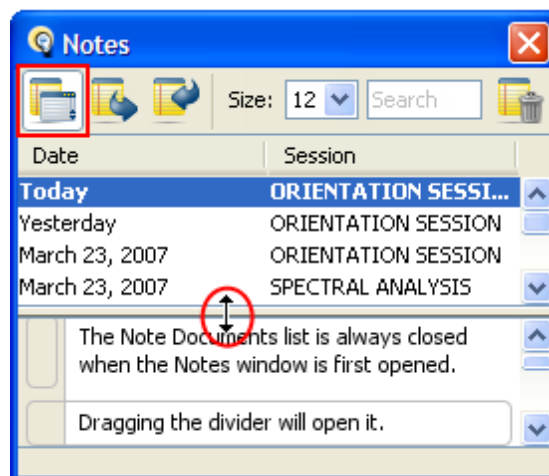 Notes
Size: 12 Search
Date Session
Today ORIENTATION SESSI...
Yesterday ORIENTATION SESSION
March 23, 2007 ORIENTATION SESSION
March 23, 2007 SPECTRAL ANALYSIS
The Note Documents list is always closed
when the Notes window is first opened.
Dragging the divider will open it.